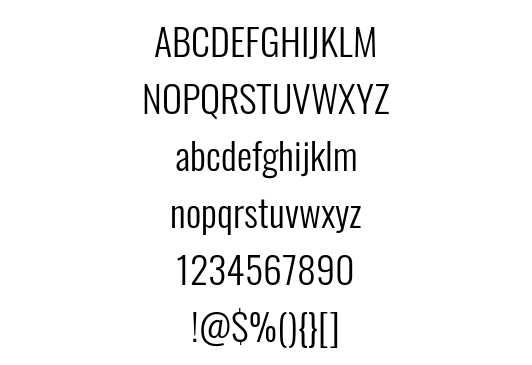 ABCDEFGHIJKLM
NOPQRSTUVWXYZ
abcdefghijklm
nopqrstuvwxyz
1234567890
!@$%(){}[]